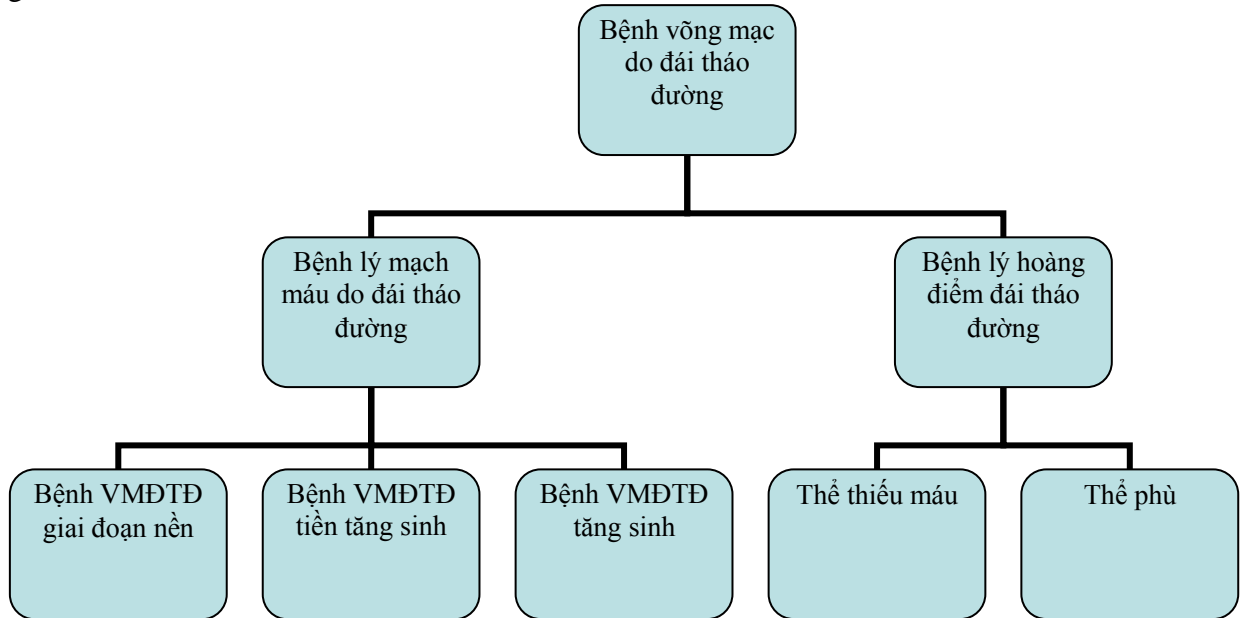 Bệnh võng mạc
do đái tháo
đường
Bệnh lý mạch
máu do đái tháo
đường
Bệnh lý hoàng
điểm đái tháo
đường
Bệnh VMĐTĐ
giai đoạn nền
Bệnh VMĐTĐ
tiền tăng sinh
Bệnh VMĐTĐ
tăng sinh
Thể thiếu máu
Thể phù